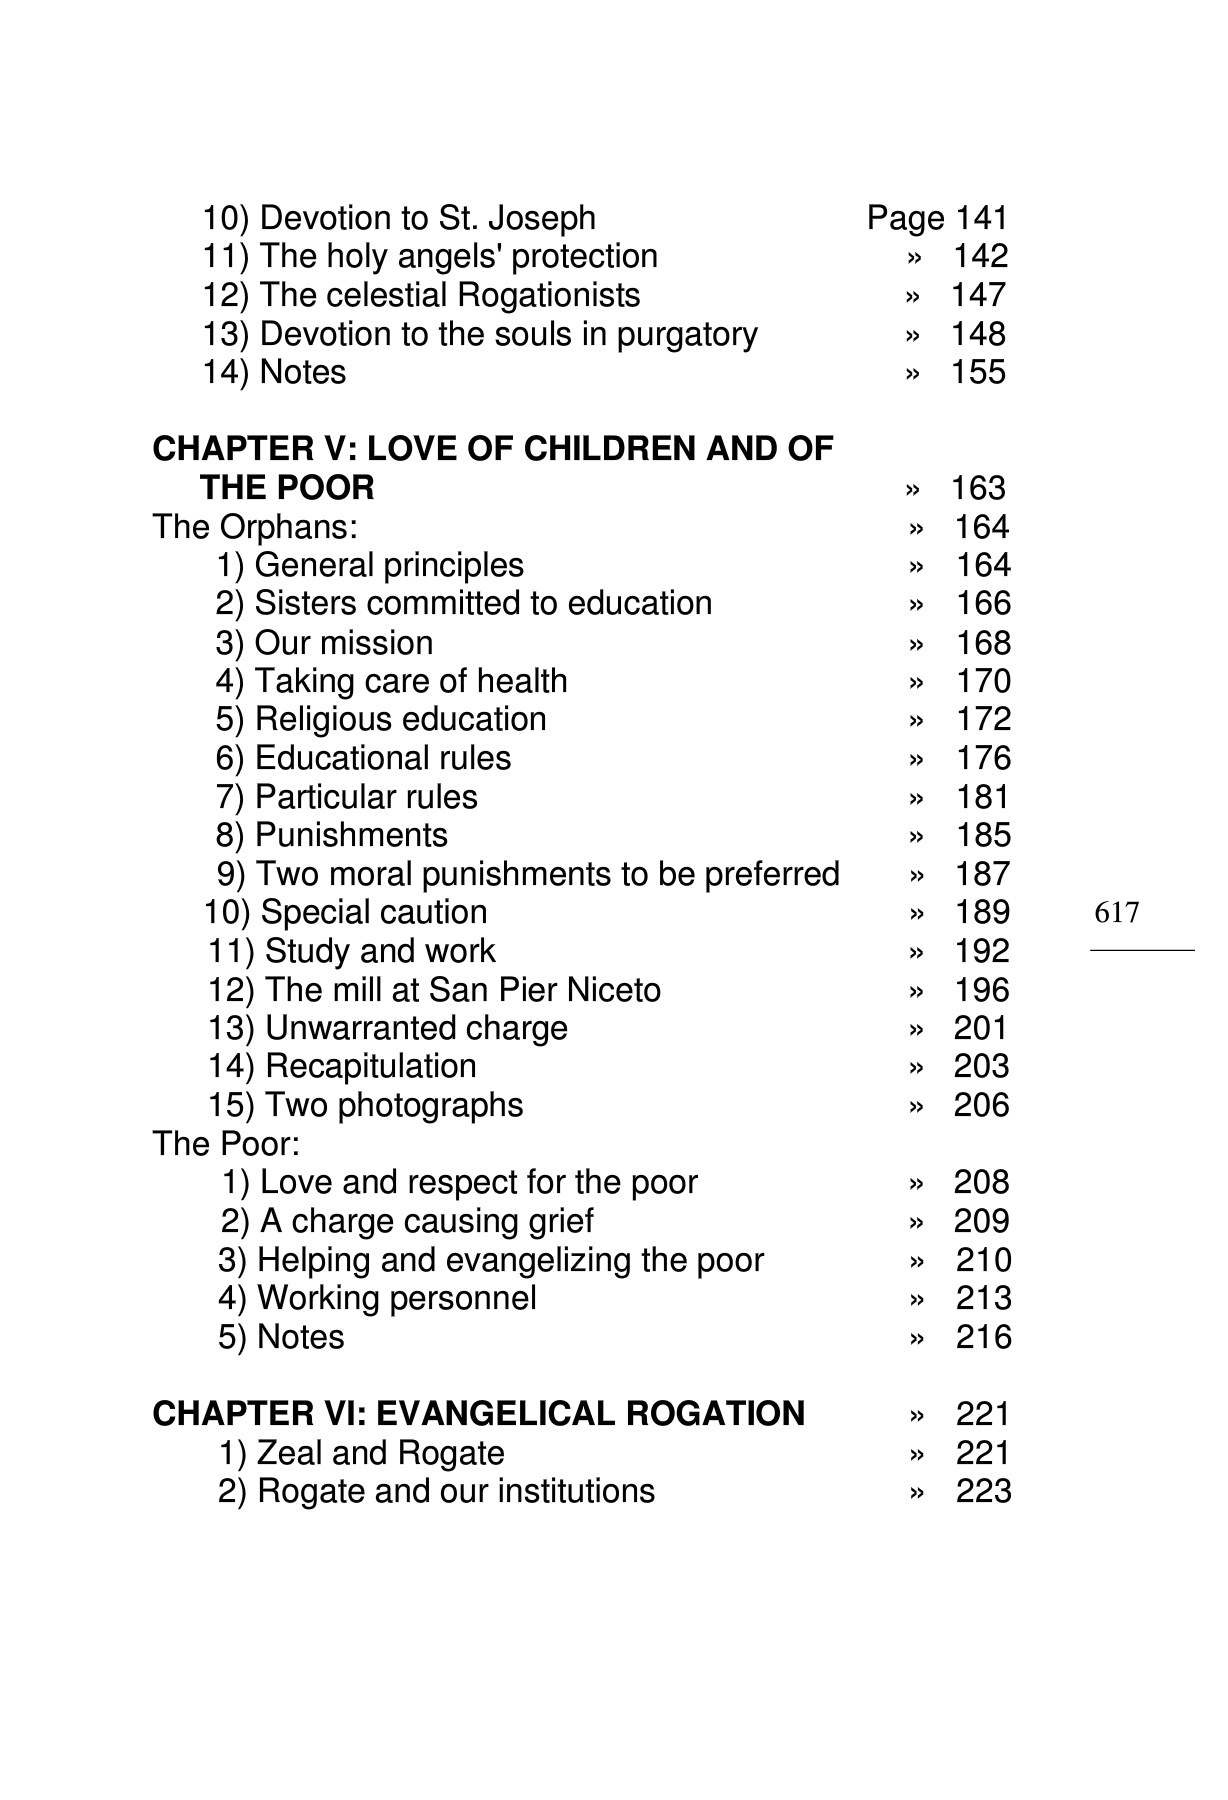 10) Devotion to St. Joseph Page 141
11) The holy angels' protection » 142
12) The celestial Rogationists » 147
13) Devotion to the souls in purgatory » 148
14) Notes » 155
CHAPTER V: LOVE OF CHILDREN AND OF
THE POOR » 163
The Orphans: » 164
1) General principles » 164
2) Sisters committed to education » 166
3) Our mission » 168
4) Taking care of health » 170
5) Religious education » 172
6) Educational rules » 176
7) Particular rules » 181
8) Punishments » 185
9) Two moral punishments to be preferred » 187
10) Special caution » 189
617
11) Study and work » 192
12) The mill at San Pier Niceto » 196
13) Unwarranted charge » 201
14) Recapitulation » 203
15) Two photographs » 206
The Poor:
1) Love and respect for the poor » 208
2) A charge causing grief » 209
3) Helping and evangelizing the poor » 210
4) Working personnel » 213
5) Notes » 216
CHAPTER VI: EVANGELICAL ROGATION » 221
1) Zeal and Rogate » 221
2) Rogate and our institutions » 223